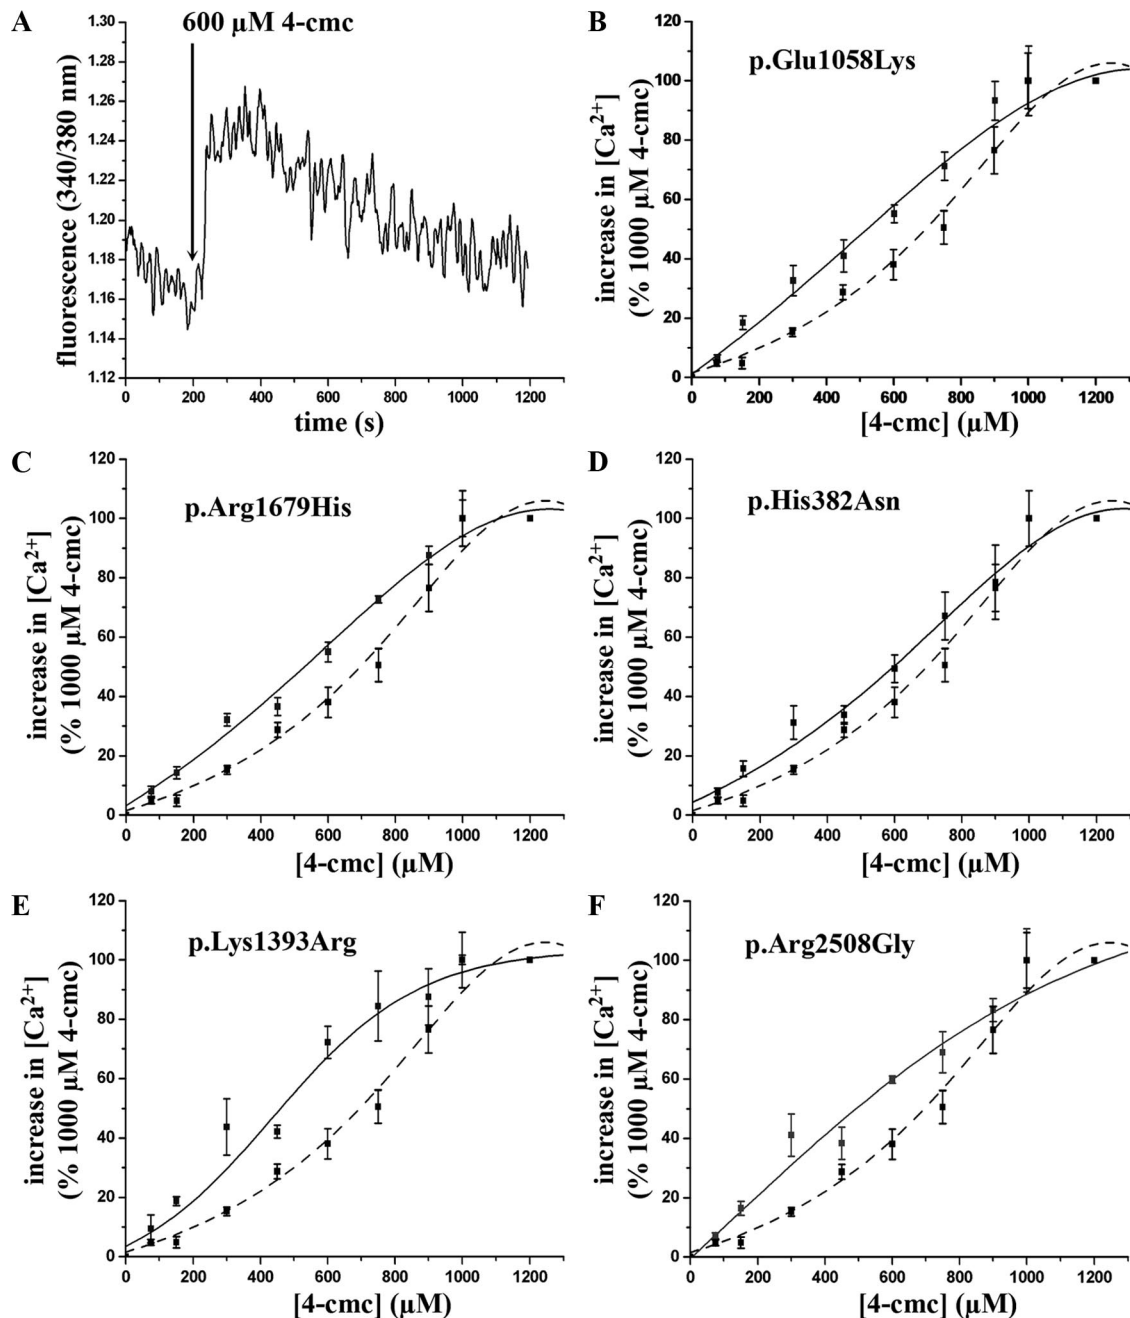 A
600 µM 4-cmc
fluorescence (340/380 nm)
1.30
1.28
1.26
1.24
1.22
1.20
1.18
1.16
1.14
1.12
0 200 400 600 800 1000 1200
time (s)
B
p.Glu1058Lys
increase in [Ca²⁺]
(% 1000 µM 4-cmc)
120
100
80
60
40
20
0
0 200 400 600 800 1000 1200
[4-cmc] (µM)
C
p.Arg1679His
increase in [Ca²⁺]
(% 1000 µM 4-cmc)
120
100
80
60
40
20
0
0 200 400 600 800 1000 1200
[4-cmc] (µM)
D
p.His382Asn
increase in [Ca²⁺]
(% 1000 µM 4-cmc)
120
100
80
60
40
20
0
0 200 400 600 800 1000 1200
[4-cmc] (µM)
E
p.Lys1393Arg
increase in [Ca²⁺]
(% 1000 µM 4-cmc)
120
100
80
60
40
20
0
0 200 400 600 800 1000 1200
[4-cmc] (µM)
F
p.Arg2508Gly
increase in [Ca²⁺]
(% 1000 µM 4-cmc)
120
100
80
60
40
20
0
0 200 400 600 800 1000 1200
[4-cmc] (µM)